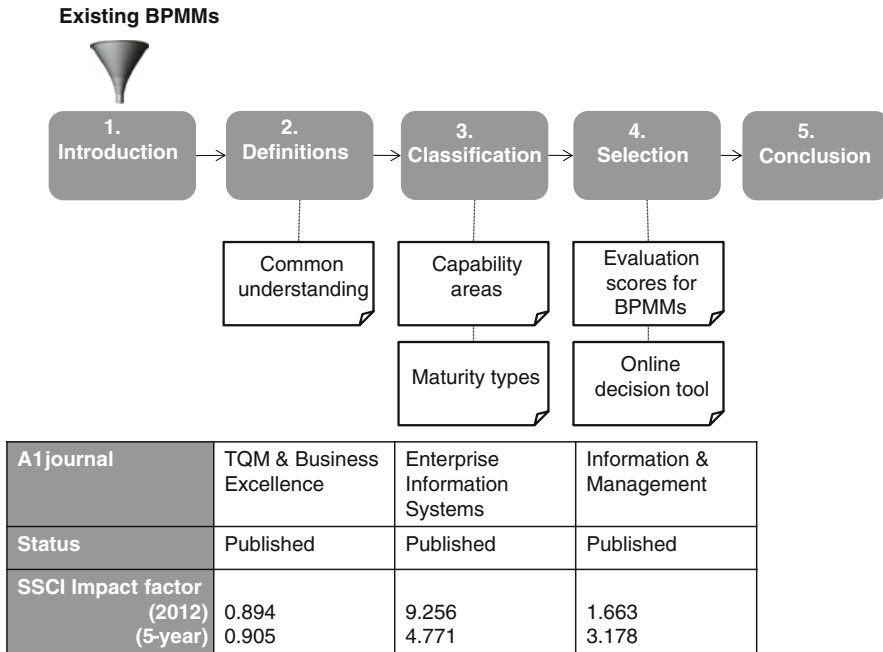 Existing BPMMs
1.
Introduction
2.
Definitions
3.
Classification
4.
Selection
5.
Conclusion
Common
understanding
Capability
areas
Evaluation
scores for
BPMMs
Maturity types
Online
decision tool
A1journal
TQM & Business
Excellence
Enterprise
Information
Systems
Information &
Management
Status
Published
Published
Published
SSCI Impact factor
(2012) 0.894 9.256 1.663
(5-year) 0.905 4.771 3.178